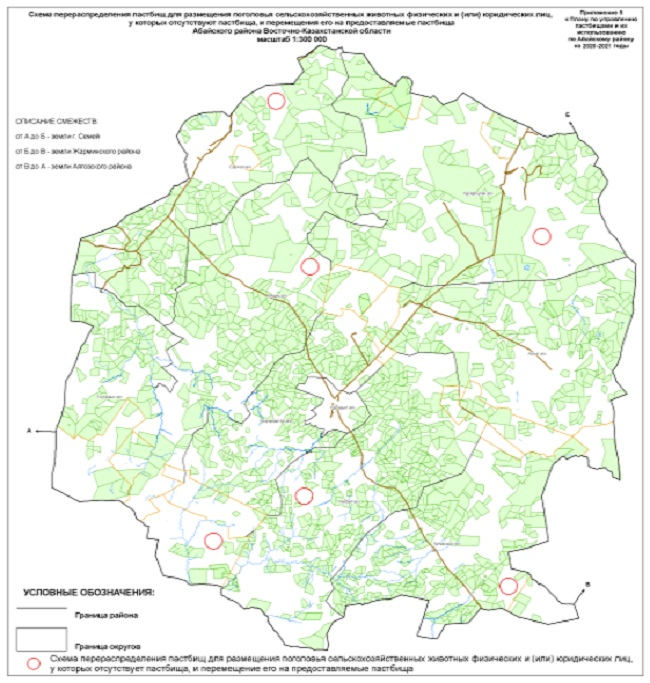 Схема перераспределения пастбищ для размещения поголовья сельскохозяйственных животных физических и (или) юридических лиц,
у которых отсутствуют пастбища, и перемещения его на предоставляемые пастбища
Абайского района Восточно-Казахстанской области
масштаб 1:300 000
Приложение 5
к Плану по управлению
пастбищами и их
использованию
по Абайскому району
на 2020-2021 годы
ОПИСАНИЕ СМЕЖЕСТВ:
от А до Б - земли г. Семей
от Б до В - земли Жарминского района
от В до А - земли Аягозского района
Б
А
В
УСЛОВНЫЕ ОБОЗНАЧЕНИЯ:
Граница района
Граница округов
Схема перераспределения пастбищ для размещения поголовья сельскохозяйственных животных физических и (или) юридических лиц,
у которых отсутствует пастбища, и перемещение его на предоставляемые пастбища